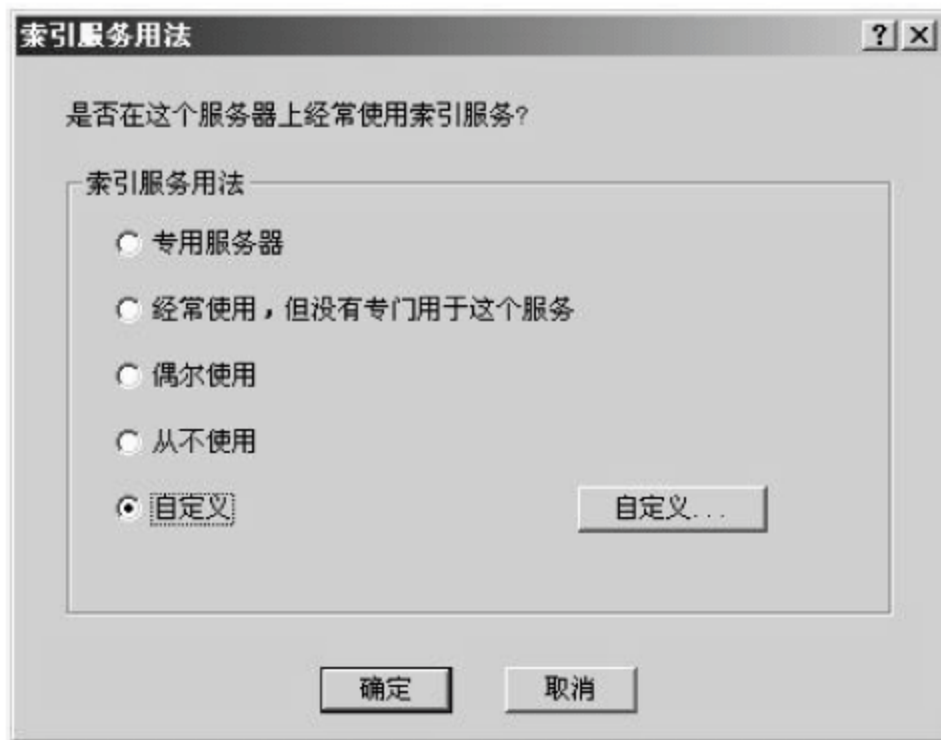 索引服务用法
是否在这个服务器上经常使用索引服务?
索引服务用法
专用服务器
经常使用，但没有专门用于这个服务
偶尔使用
从不使用
自定义 自定义...
确定 取消